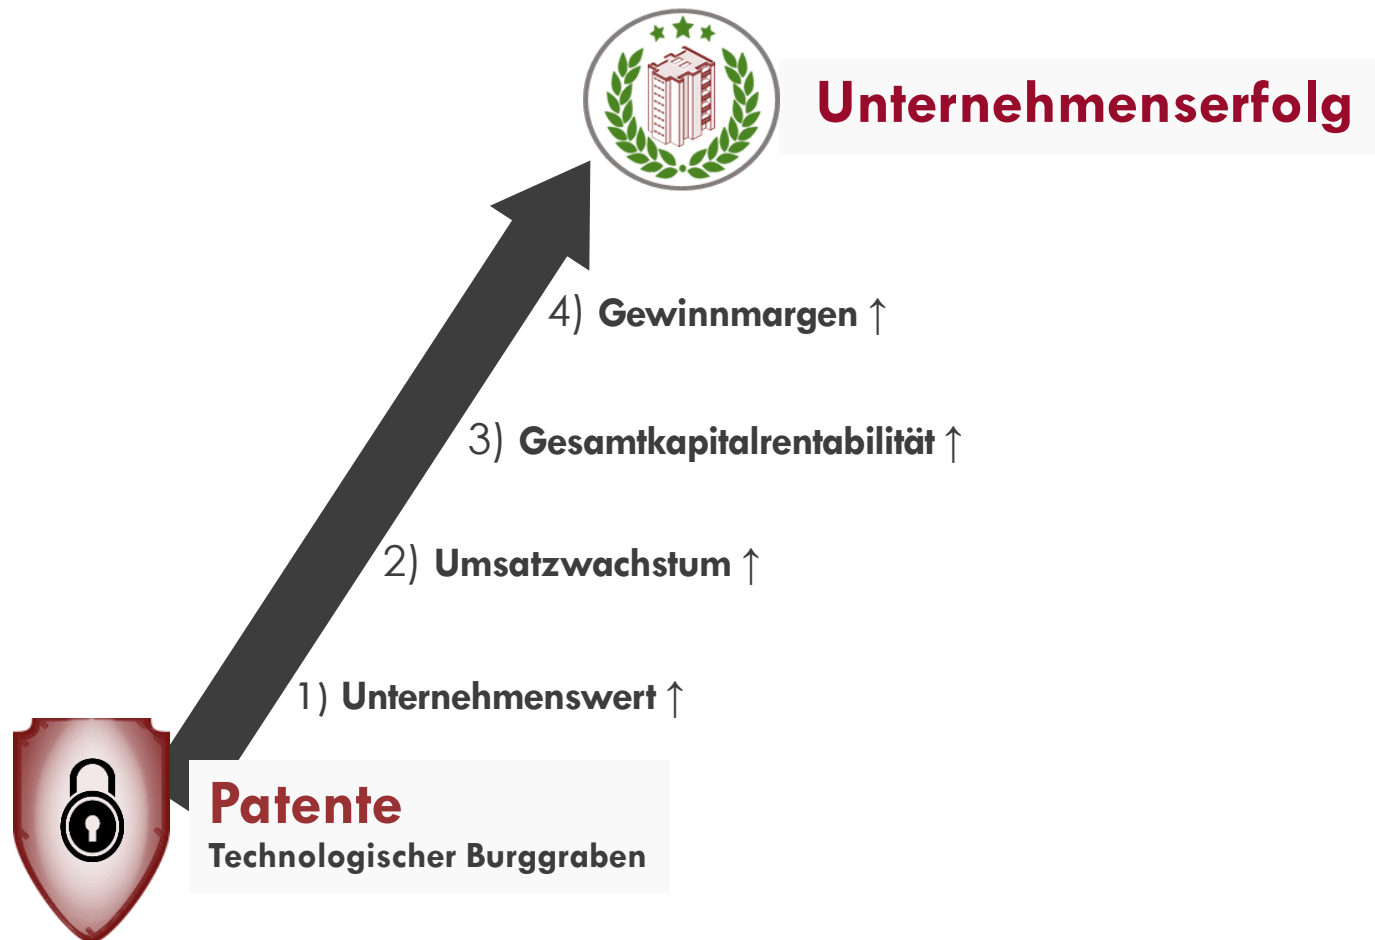 Unternehmenserfolg
4) Gewinnmargen ↑
3) Gesamtkapitalrentabilität ↑
2) Umsatzwachstum ↑
1) Unternehmenswert ↑
Patente
Technologischer Burggraben